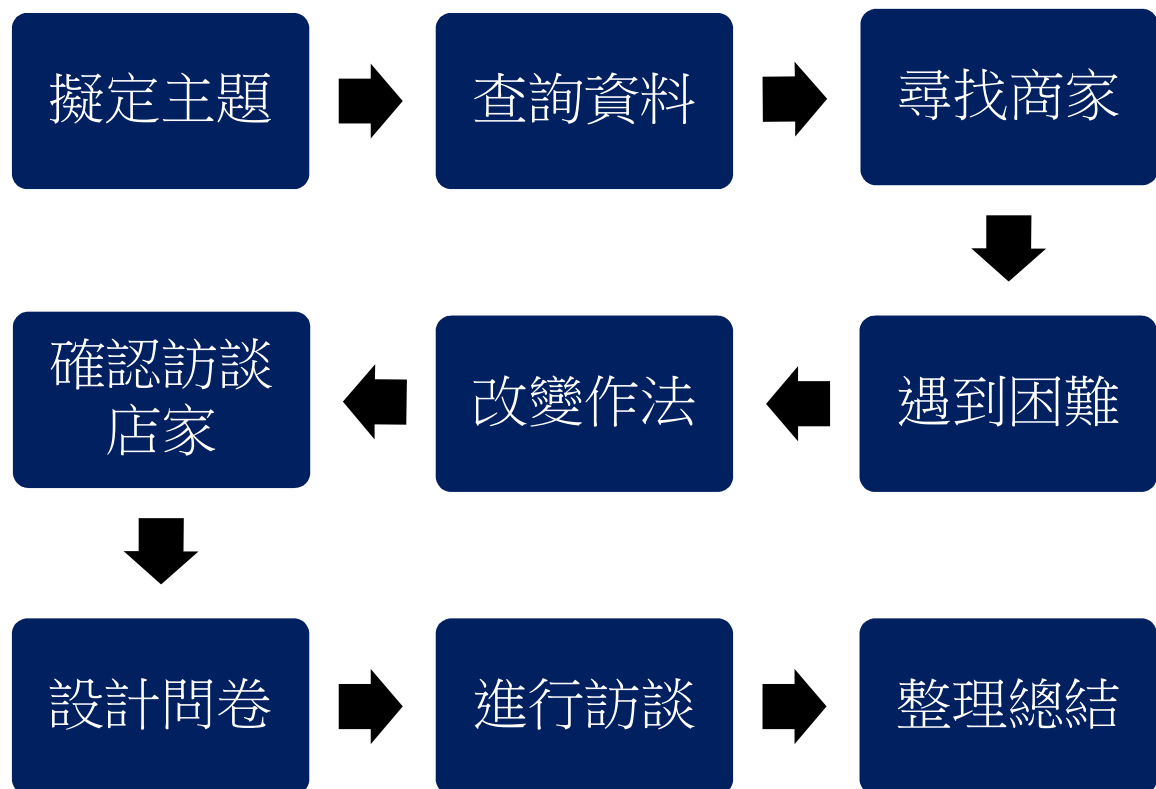 擬定主題
查詢資料
尋找商家
遇到困難
改變作法
確認訪談
店家
設計問卷
進行訪談
整理總結